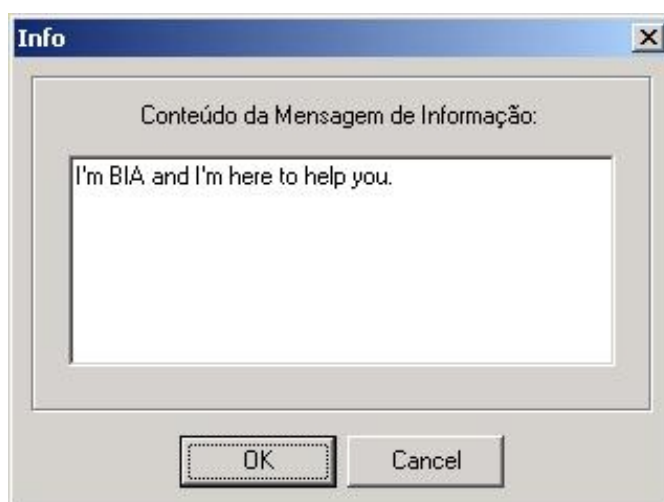 Info
Conteúdo da Mensagem de Informação:
I'm BIA and I'm here to help you.
OK
Cancel